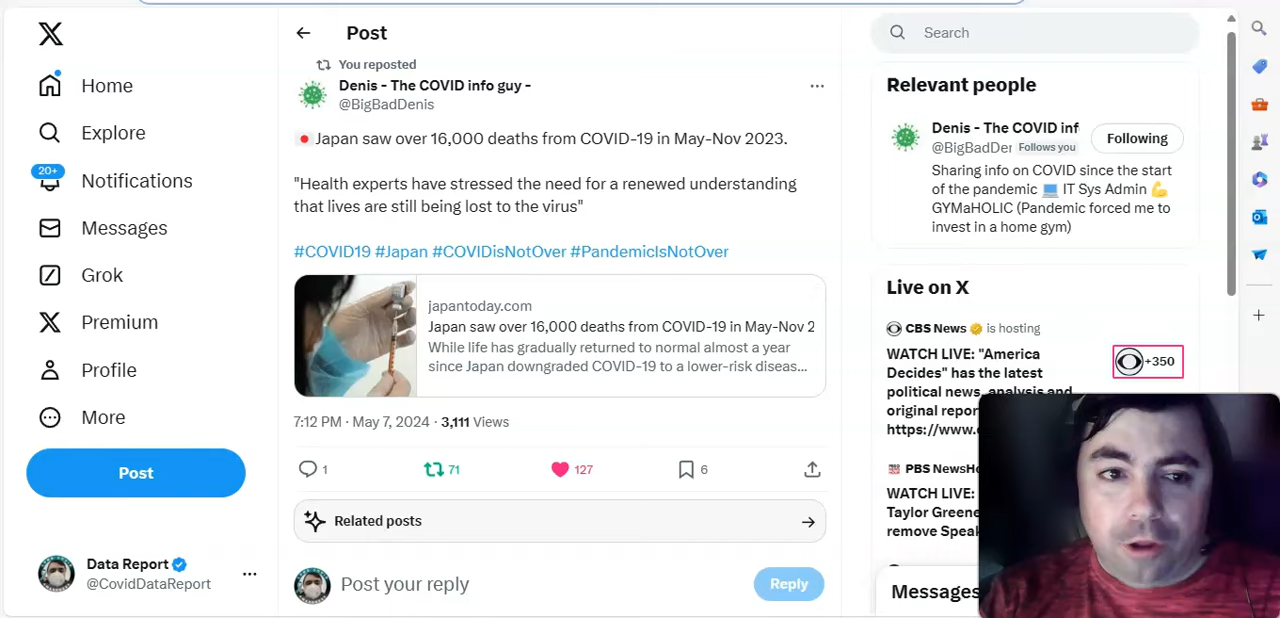 Post
Search
You reposted
Denis - The COVID info guy -
@BigBadDenis
Japan saw over 16,000 deaths from COVID-19 in May-Nov 2023.
"Health experts have stressed the need for a renewed understanding
that lives are still being lost to the virus"
#COVID19 #Japan #COVIDisNotOver #PandemicIsNotOver
japantoday.com
Japan saw over 16,000 deaths from COVID-19 in May-Nov 2
While life has gradually returned to normal almost a year
since Japan downgraded COVID-19 to a lower-risk diseas...
7:12 PM · May 7, 2024 · 3,111 Views
1
71
127
6
Related posts
Post your reply
Reply
Home
Explore
20+
Notifications
Messages
Grok
Premium
Profile
More
Post
Data Report
@CovidDataReport
Relevant people
Denis - The COVID inf
@BigBadDer Follows you
Following
Sharing info on COVID since the start
of the pandemic 💻 IT Sys Admin 💪
GYMaHOLIC (Pandemic forced me to
invest in a home gym)
Live on X
CBS News is hosting
WATCH LIVE: "America
Decides" has the latest
political news, analysis and
original repor
https://www.
+350
PBS NewsHo
WATCH LIVE:
Taylor Greene
remove Speak
Messages